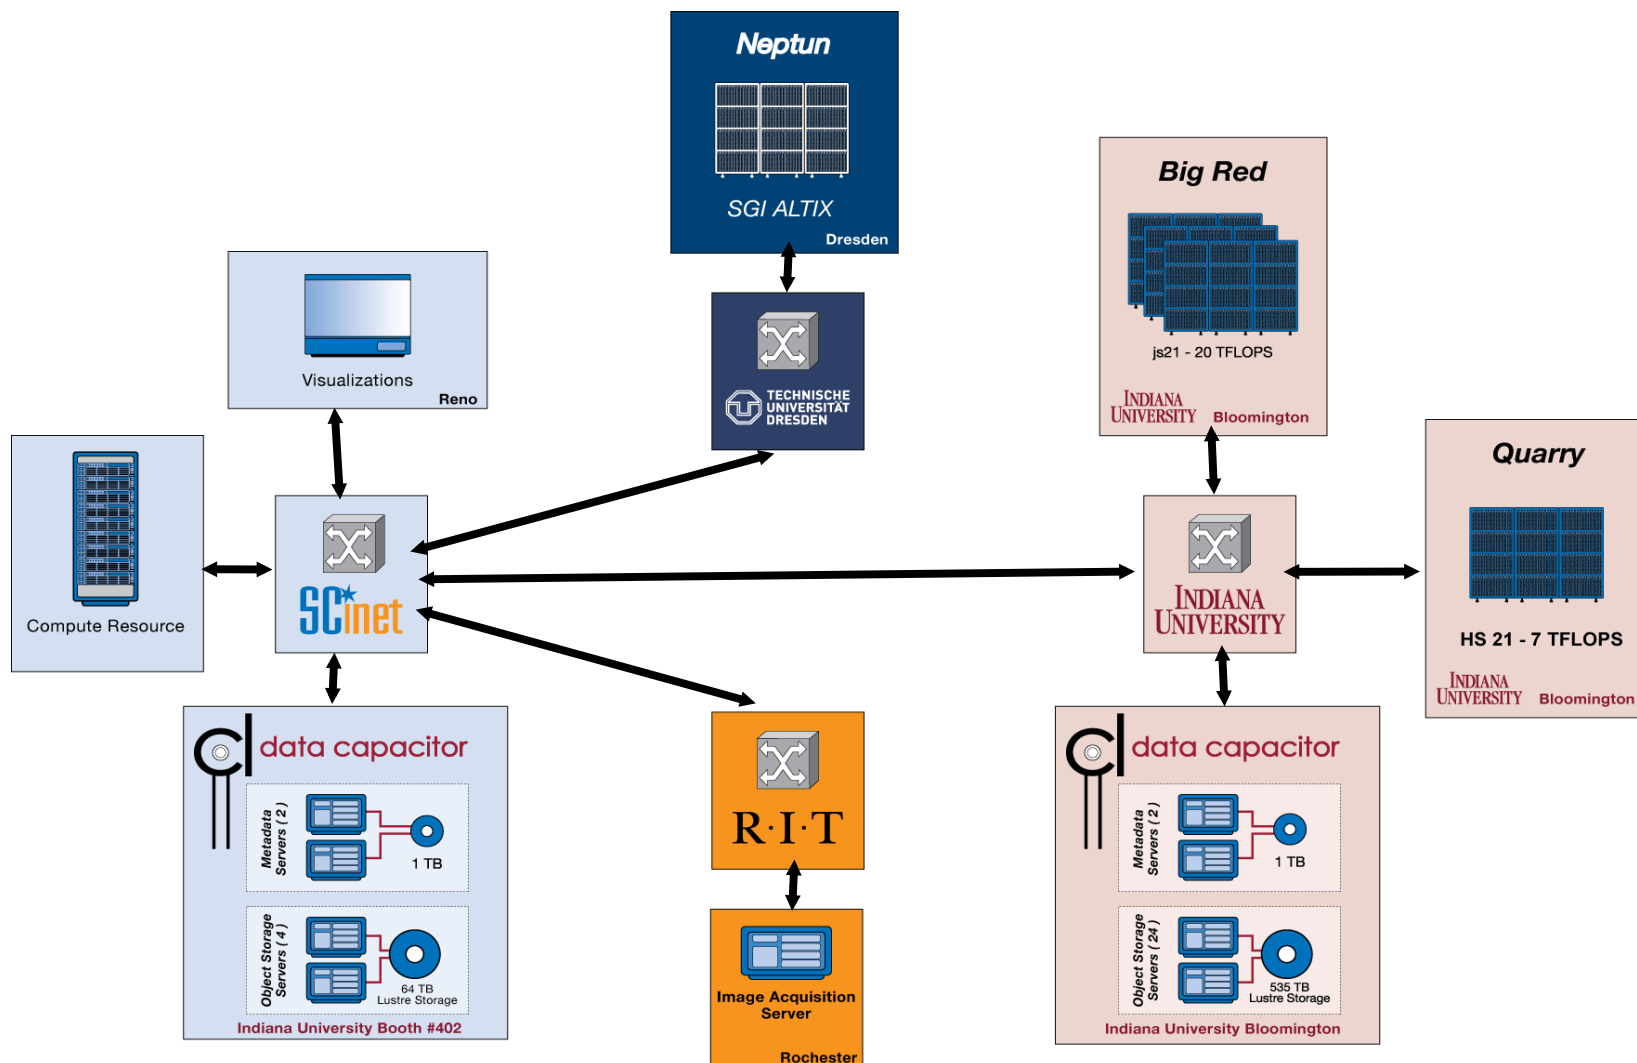 Neptun
SGI ALTIX
Dresden
Big Red
js21 - 20 TFLOPS
INDIANA
UNIVERSITY
Bloomington
Visualizations
Reno
TECHNISCHE
UNIVERSITÄT
DRESDEN
Compute Resource
SCinet
INDIANA
UNIVERSITY
Quarry
HS 21 - 7 TFLOPS
INDIANA
UNIVERSITY
Bloomington
data capacitor
Metadata
Servers ( 2 )
1 TB
Object Storage
Servers ( 4 )
64 TB
Lustre Storage
Indiana University Booth #402
R·I·T
Image Acquisition
Server
Rochester
data capacitor
Metadata
Servers ( 2 )
1 TB
Object Storage
Servers ( 24 )
535 TB
Lustre Storage
Indiana University Bloomington